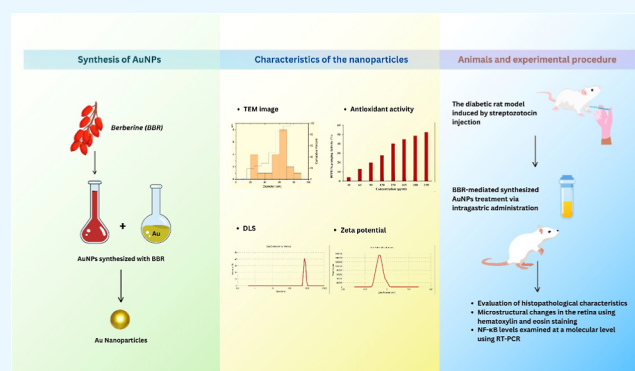 Synthesis of AuNPs
Berberine (BBR)
+
Au
AuNPs synthesized with BBR
Au Nanoparticles
Characteristics of the nanoparticles
• TEM image
• Antioxidant activity
• DLS
• Zeta potential
Animals and experimental procedure
The diabetic rat model
induced by streptozotocin
injection
BBR-mediated synthesized
AuNPs treatment via
intragastric administration
• Evaluation of histopathological characteristics
• Microstructural changes in the retina using
hematoxylin and eosin staining
• NF-κB levels examined at a molecular level
using RT-PCR